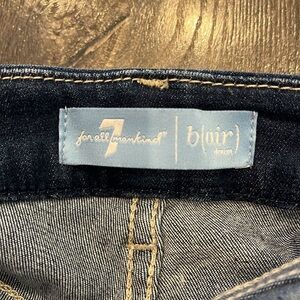 7
for all mankind®
b(air)
denim